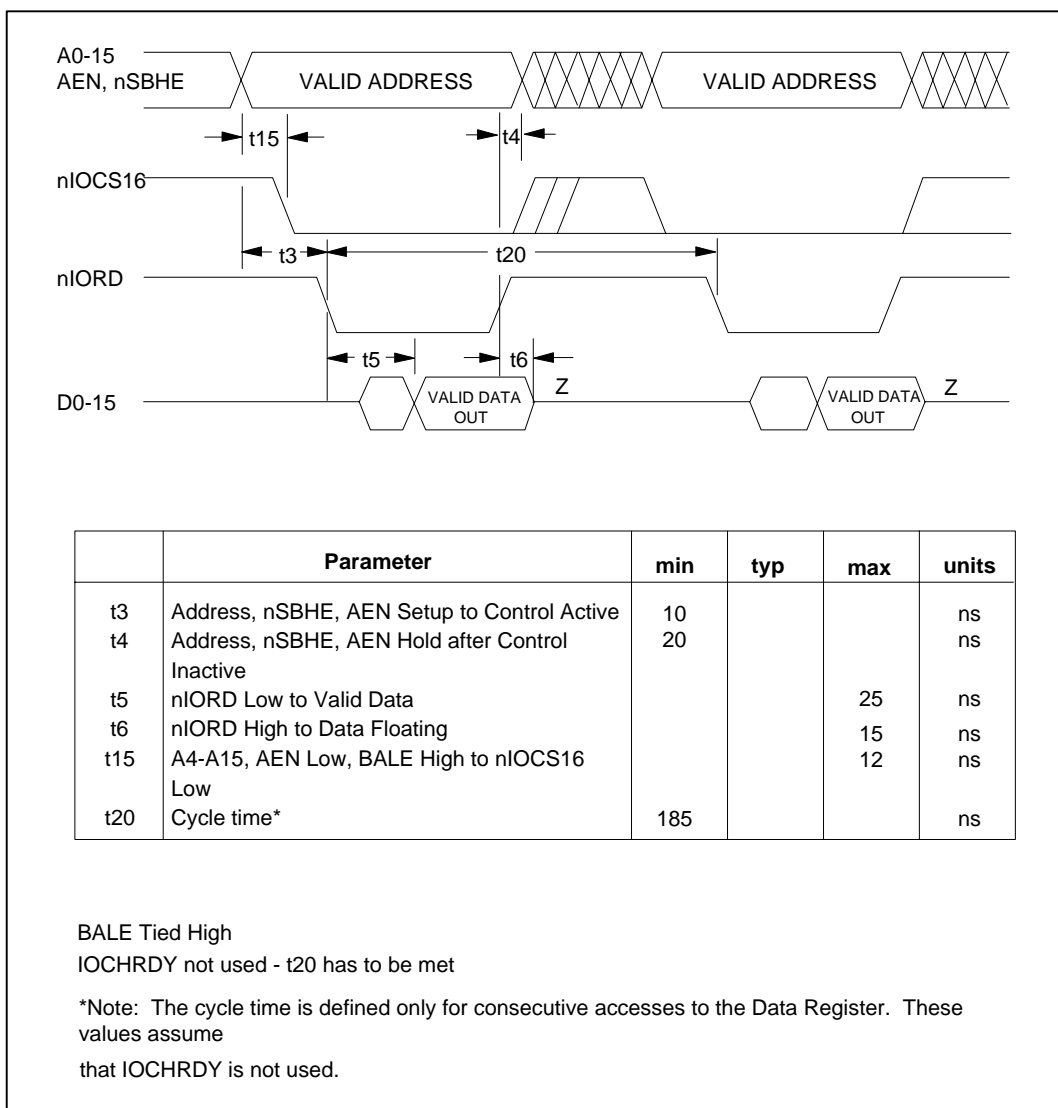 A0-15
AEN, nSBHE
VALID ADDRESS
VALID ADDRESS
t15
t4
nIOCS16
t3
t20
nIORD
t5
t6
D0-15
VALID DATA
OUT
Z
VALID DATA
OUT
Z
Parameter min typ max units
t3 Address, nSBHE, AEN Setup to Control Active 10 ns
t4 Address, nSBHE, AEN Hold after Control 20 ns
Inactive
t5 nIORD Low to Valid Data 25 ns
t6 nIORD High to Data Floating 15 ns
t15 A4-A15, AEN Low, BALE High to nIOCS16 12 ns
Low
t20 Cycle time* 185 ns
BALE Tied High
IOCHRDY not used - t20 has to be met
*Note: The cycle time is defined only for consecutive accesses to the Data Register. These
values assume
that IOCHRDY is not used.